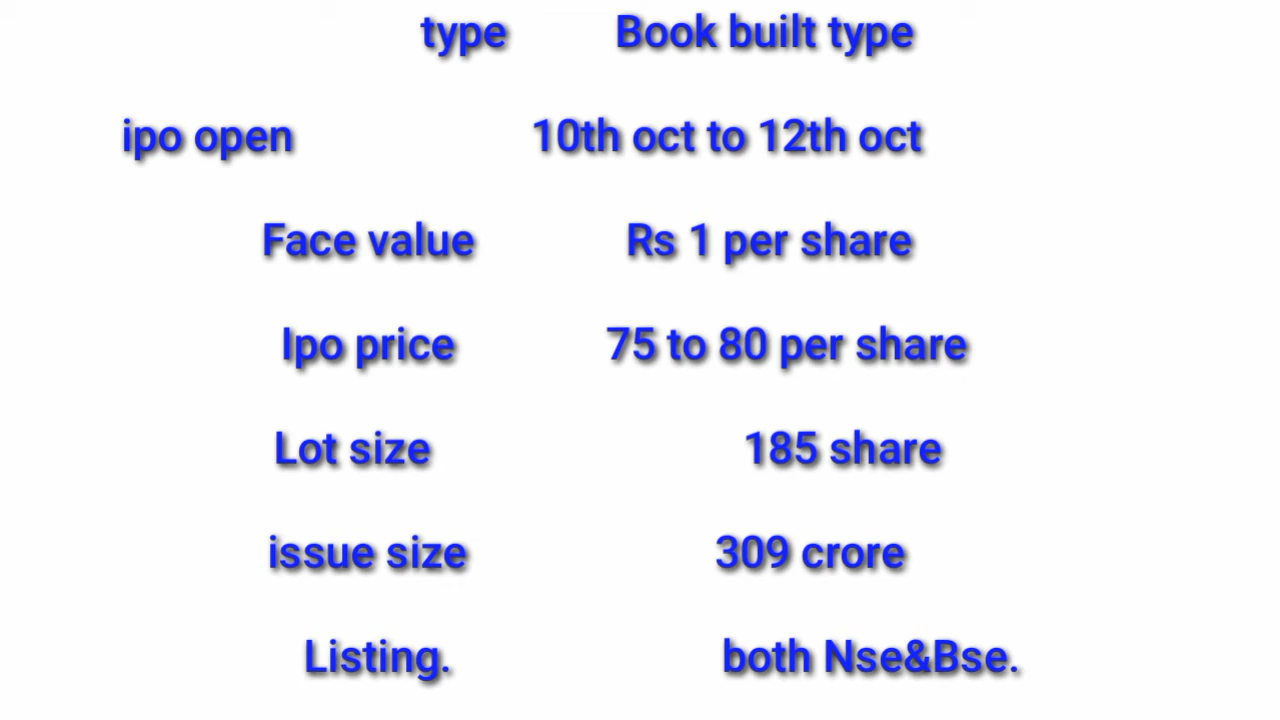 type Book built type
ipo open 10th oct to 12th oct
Face value Rs 1 per share
Ipo price 75 to 80 per share
Lot size 185 share
issue size 309 crore
Listing. both Nse&Bse.